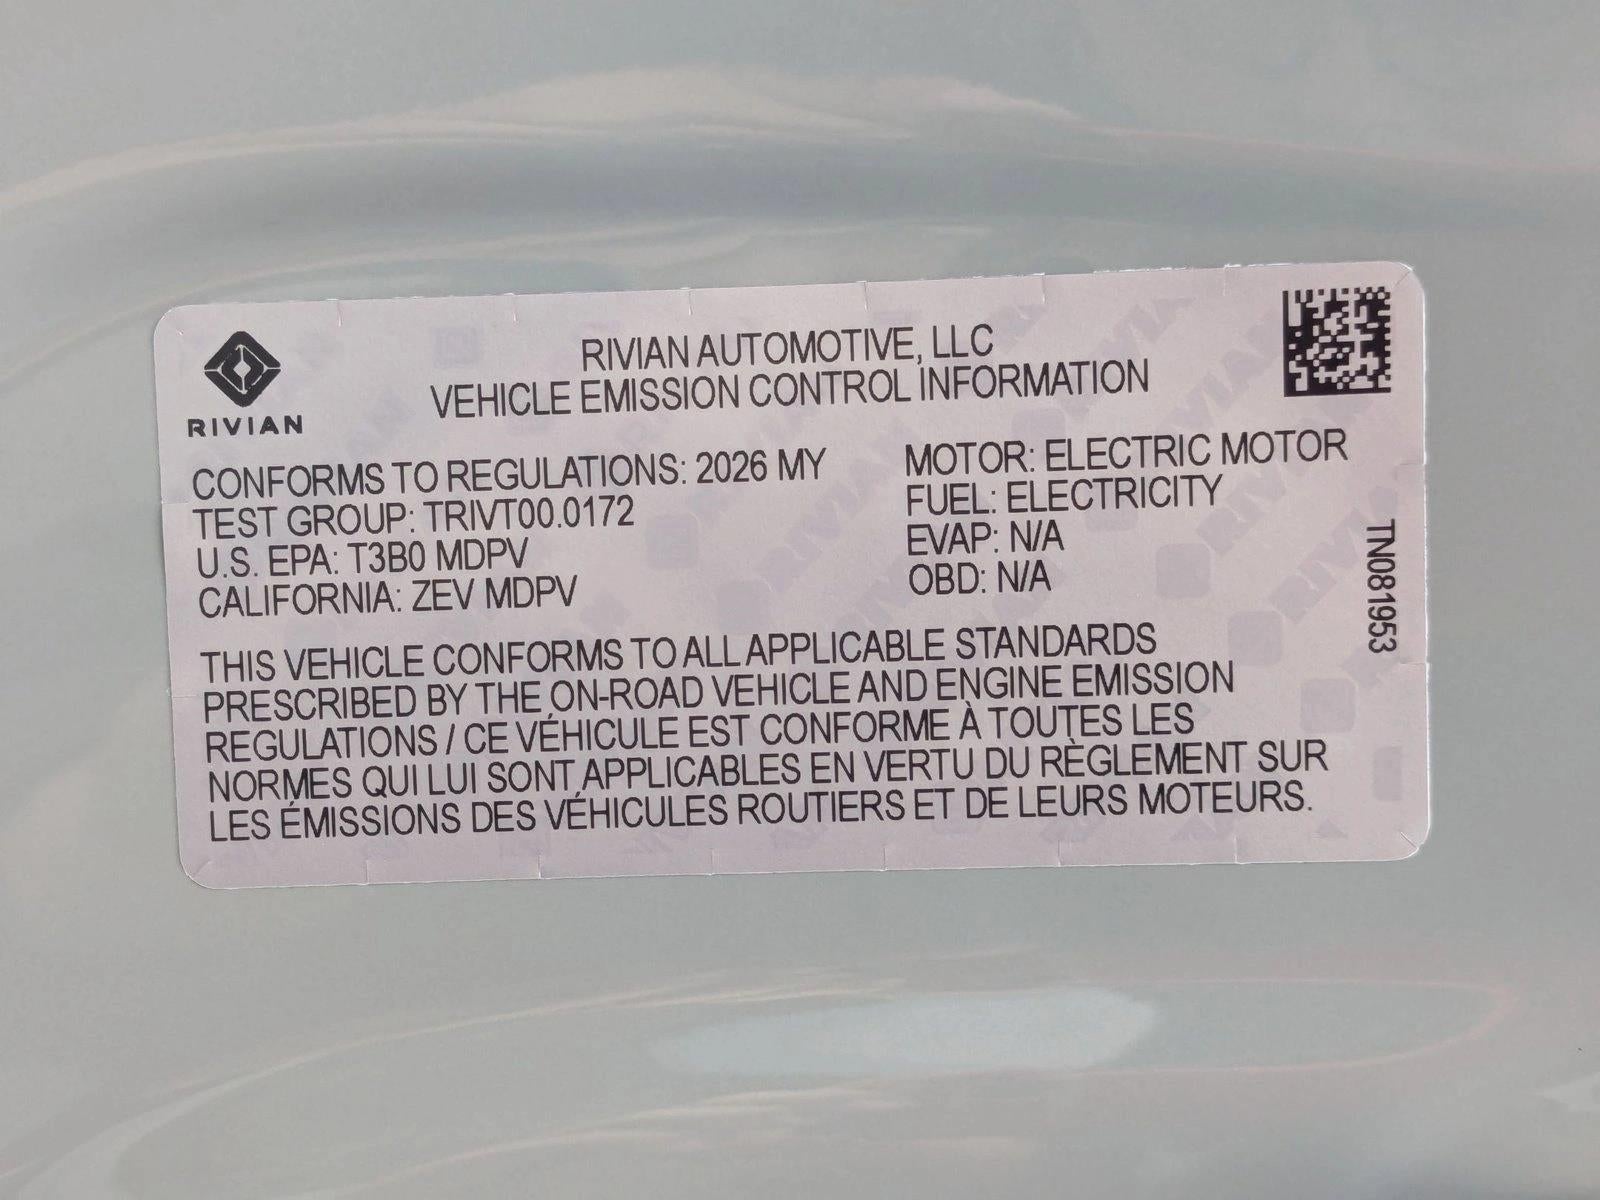 RIVIAN
RIVIAN AUTOMOTIVE, LLC
VEHICLE EMISSION CONTROL INFORMATION
CONFORMS TO REGULATIONS: 2026 MY
TEST GROUP: TRIVT00.0172
U.S. EPA: T3B0 MDPV
CALIFORNIA: ZEV MDPV
MOTOR: ELECTRIC MOTOR
FUEL: ELECTRICITY
EVAP: N/A
OBD: N/A
TN081953
THIS VEHICLE CONFORMS TO ALL APPLICABLE STANDARDS
PRESCRIBED BY THE ON-ROAD VEHICLE AND ENGINE EMISSION
REGULATIONS / CE VÉHICULE EST CONFORME À TOUTES LES
NORMES QUI LUI SONT APPLICABLES EN VERTU DU RÈGLEMENT SUR
LES ÉMISSIONS DES VÉHICULES ROUTIERS ET DE LEURS MOTEURS.